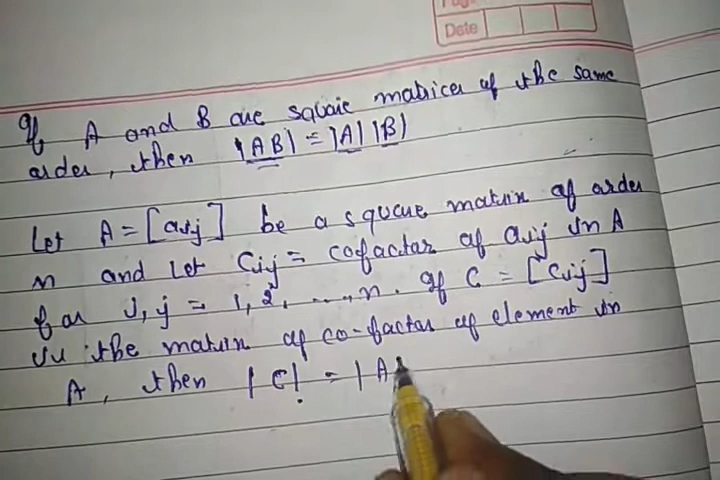 Date
If A and B are square matrices of the same
order, then |AB| = |A| |B|
Let A = [aij] be a square matrix of order
n and let Cij = cofactor of aij in A
for i, j = 1, 2, ...., n. If C = [cij]
is the matrix of co-factor of element in
A, then |C| = |A